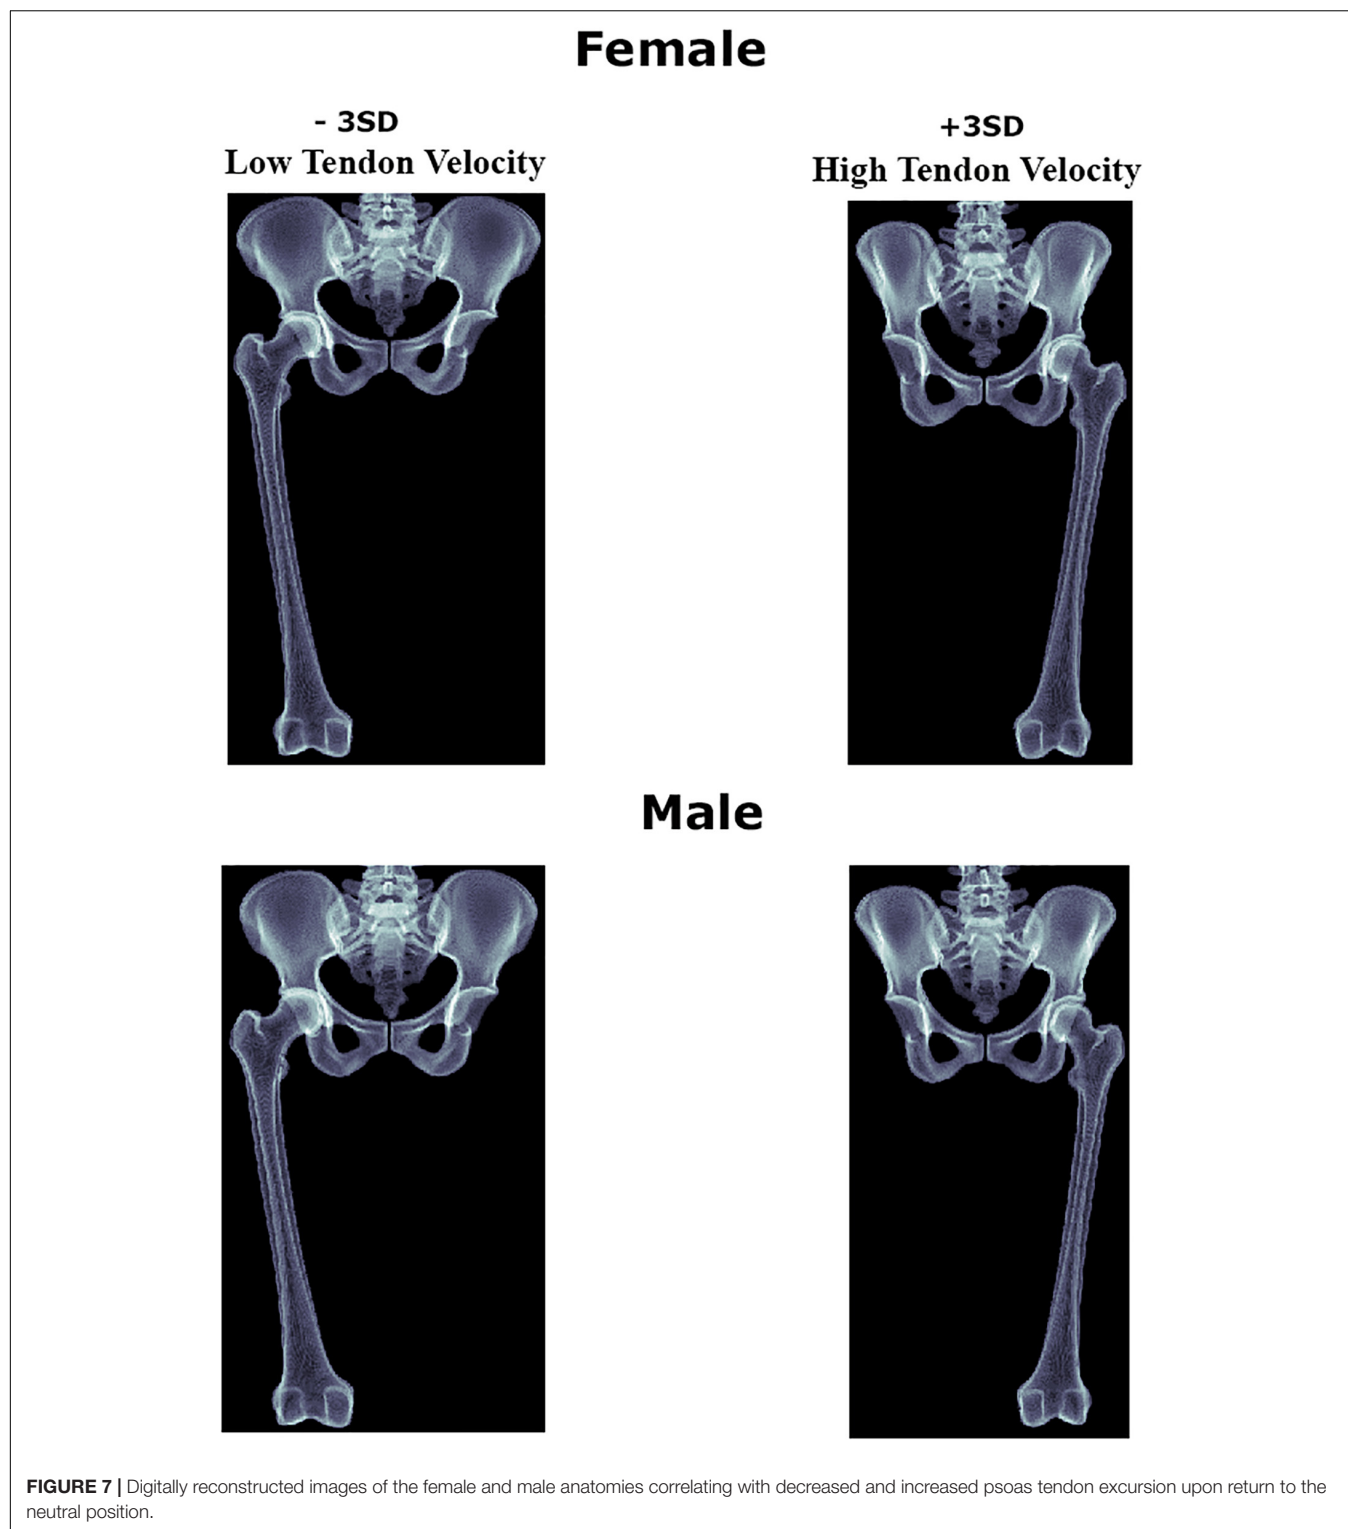 Female
- 3SD
Low Tendon Velocity
+3SD
High Tendon Velocity
Male
FIGURE 7 | Digitally reconstructed images of the female and male anatomies correlating with decreased and increased psoas tendon excursion upon return to the
neutral position.